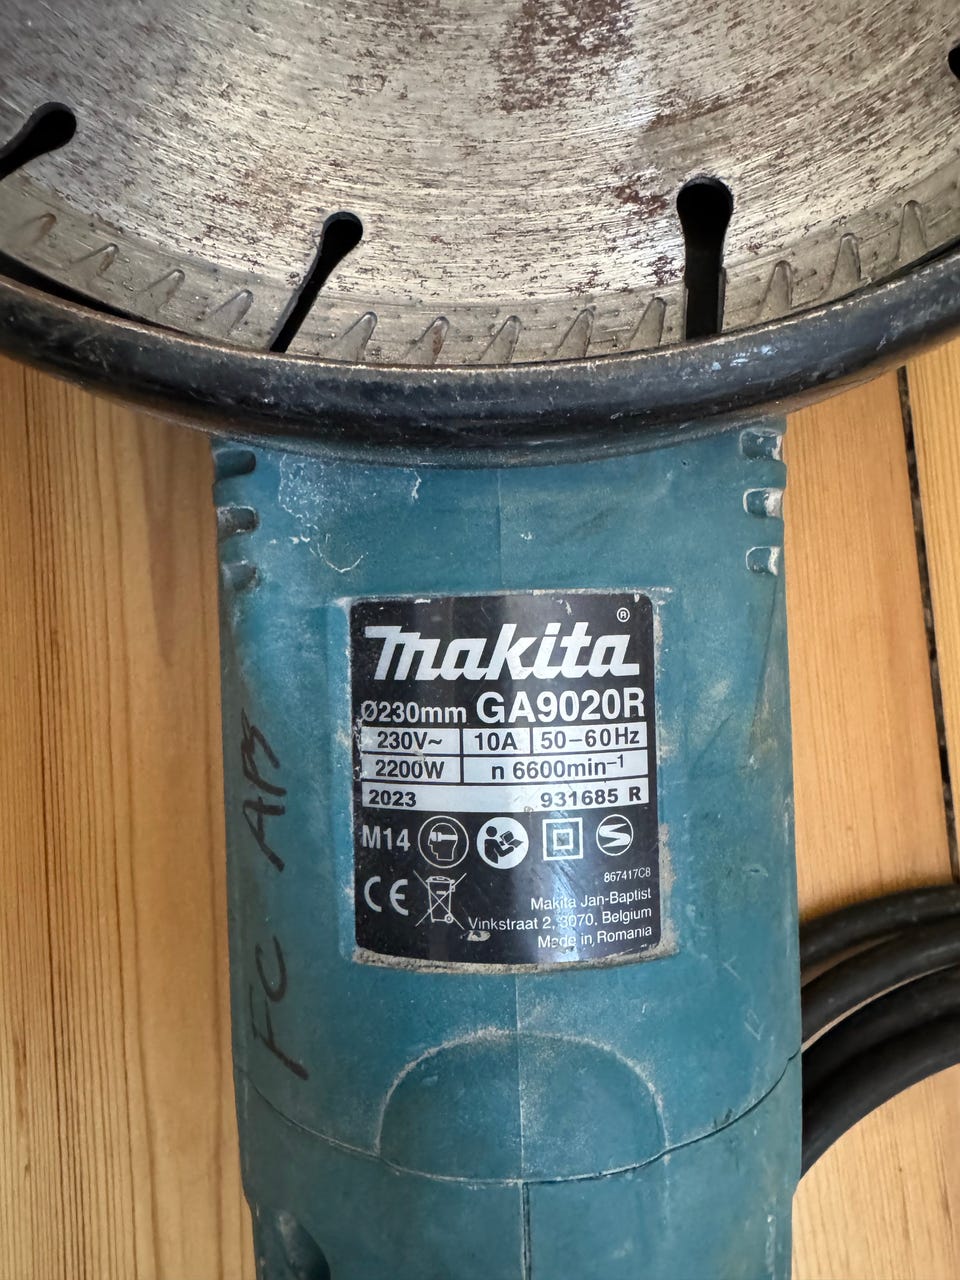 Makita®
Ø230mm GA9020R
230V~ 10A 50-60Hz
2200W n 6600min⁻¹
2023 931685 R
M14
867417C8
CE Makita Jan-Baptist
Vinkstraat 2, 3070, Belgium
Made in Romania
FC AB